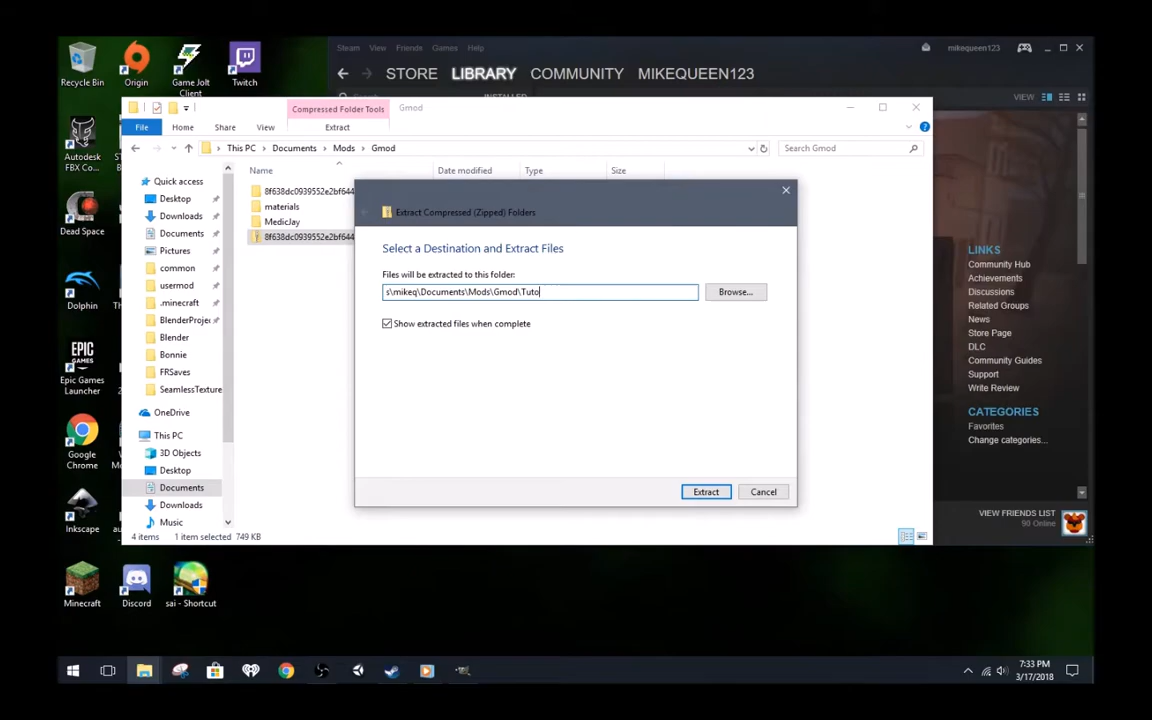 Steam View Friends Games Help
mikequeen123
STORE LIBRARY COMMUNITY MIKEQUEEN123
VIEW
Recycle Bin
Origin
Game Jolt
Client
Twitch
Compressed Folder Tools
Gmod
File Home Share View Extract
This PC > Documents > Mods > Gmod
Search Gmod
Name Date modified Type Size
Quick access
Desktop
Downloads
Documents
Pictures
common
usermod
.minecraft
BlenderProje
Blender
Bonnie
FRSaves
SeamlessTexture
OneDrive
This PC
3D Objects
Desktop
Documents
Downloads
Music
8f638dc0939552e2bf644
materials
MedicJay
8f638dc0939552e2bf644
Extract Compressed (Zipped) Folders
Select a Destination and Extract Files
Files will be extracted to this folder:
s\mikeq\Documents\Mods\Gmod\Tuto
Browse...
Show extracted files when complete
Extract
Cancel
4 items 1 item selected 749 KB
LINKS
Community Hub
Achievements
Discussions
Related Groups
News
Store Page
DLC
Community Guides
Support
Write Review
CATEGORIES
Favorites
Change categories...
VIEW FRIENDS LIST
90 Online
Autodesk
FBX Co...
Dead Space
Dolphin
Epic Games
Launcher
Google
Chrome
Inkscape
Minecraft
Discord
sai - Shortcut
7:33 PM
3/17/2018